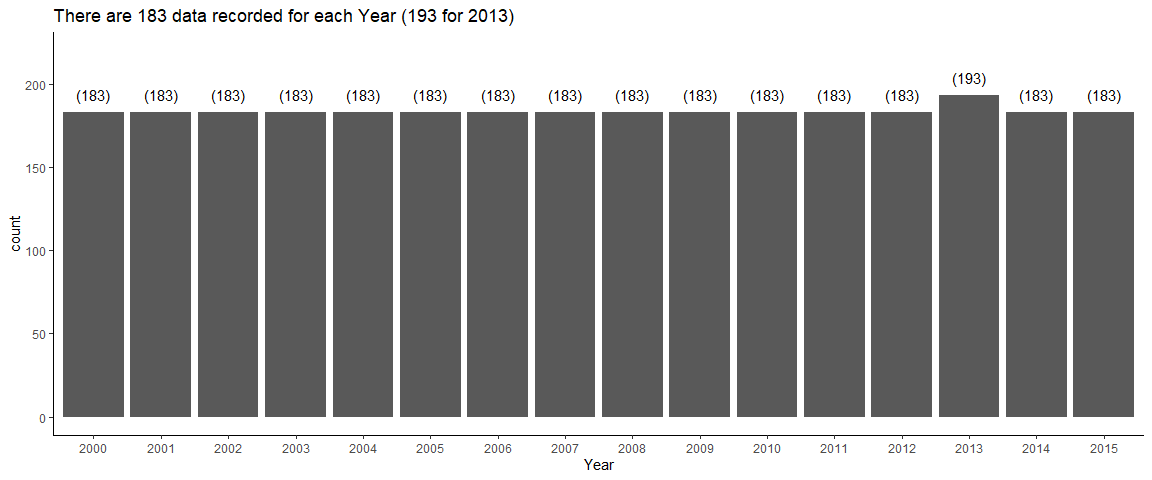 There are 183 data recorded for each Year (193 for 2013)
(193)
(183) (183) (183) (183) (183) (183) (183) (183) (183) (183) (183) (183) (183) (183) (183)
200
150
100
50
0
count
2000 2001 2002 2003 2004 2005 2006 2007 2008 2009 2010 2011 2012 2013 2014 2015
Year